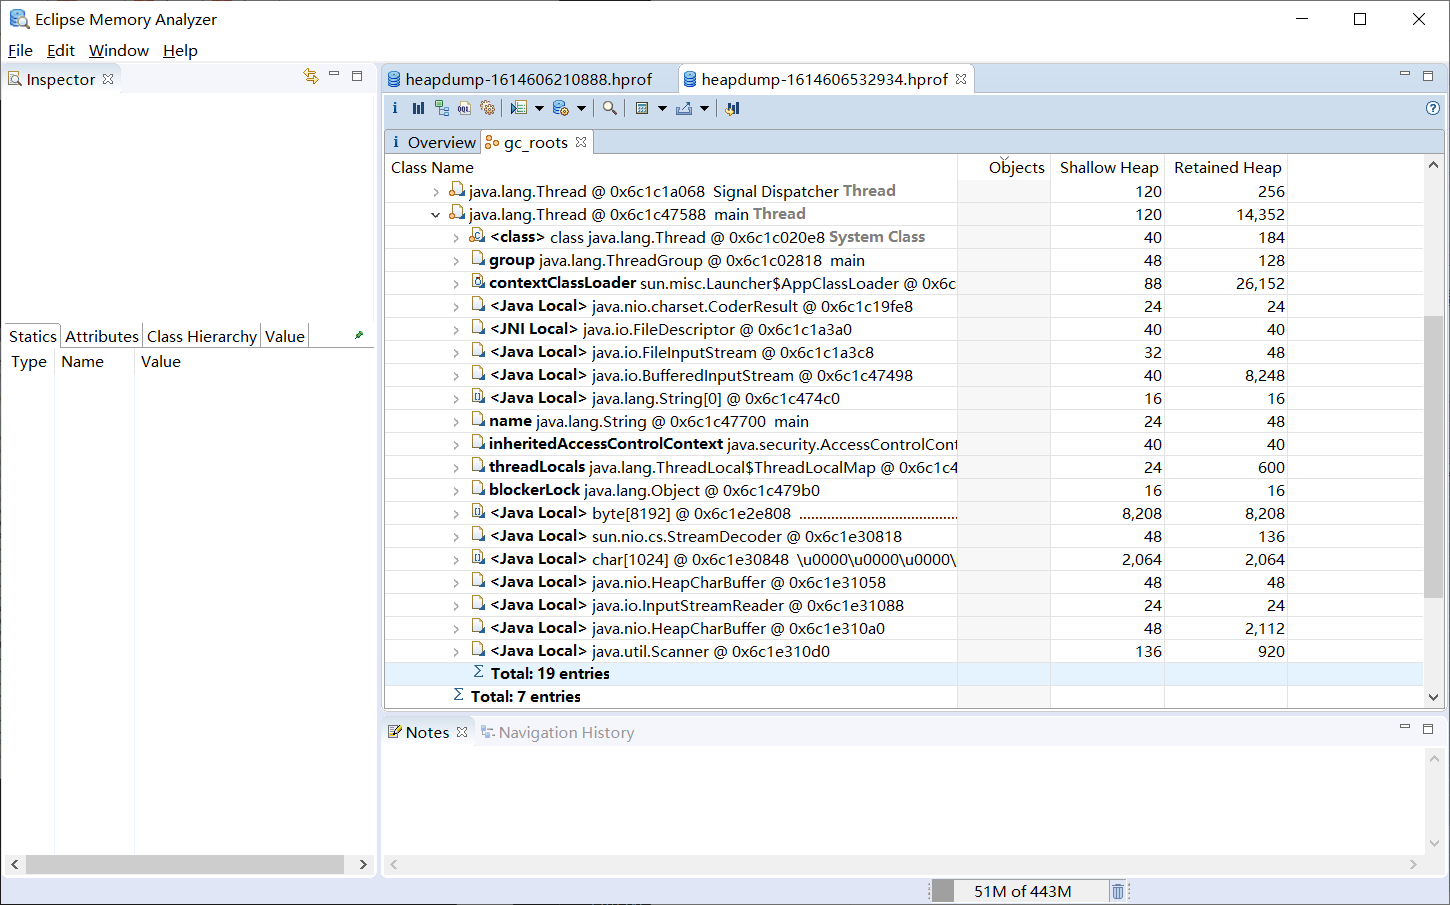 Eclipse Memory Analyzer
File Edit Window Help
Inspector
heapdump-1614606210888.hprof
heapdump-1614606532934.hprof
i
OQL
i Overview
gc_roots
Class Name Objects Shallow Heap Retained Heap
java.lang.Thread @ 0x6c1c1a068 Signal Dispatcher Thread 120 256
java.lang.Thread @ 0x6c1c47588 main Thread 120 14,352
<class> class java.lang.Thread @ 0x6c1c020e8 System Class 40 184
group java.lang.ThreadGroup @ 0x6c1c02818 main 48 128
contextClassLoader sun.misc.Launcher$AppClassLoader @ 0x6c 88 26,152
<Java Local> java.nio.charset.CoderResult @ 0x6c1c19fe8 24 24
<JNI Local> java.io.FileDescriptor @ 0x6c1c1a3a0 40 40
<Java Local> java.io.FileInputStream @ 0x6c1c1a3c8 32 48
<Java Local> java.io.BufferedInputStream @ 0x6c1c47498 40 8,248
<Java Local> java.lang.String[0] @ 0x6c1c474c0 16 16
name java.lang.String @ 0x6c1c47700 main 24 48
inheritedAccessControlContext java.security.AccessControlCont 40 40
threadLocals java.lang.ThreadLocal$ThreadLocalMap @ 0x6c1c4 24 600
blockerLock java.lang.Object @ 0x6c1c479b0 16 16
<Java Local> byte[8192] @ 0x6c1e2e808 ....................................... 8,208 8,208
<Java Local> sun.nio.cs.StreamDecoder @ 0x6c1e30818 48 136
<Java Local> char[1024] @ 0x6c1e30848 \u0000\u0000\u0000\ 2,064 2,064
<Java Local> java.nio.HeapCharBuffer @ 0x6c1e31058 48 48
<Java Local> java.io.InputStreamReader @ 0x6c1e31088 24 24
<Java Local> java.nio.HeapCharBuffer @ 0x6c1e310a0 48 2,112
<Java Local> java.util.Scanner @ 0x6c1e310d0 136 920
Σ Total: 19 entries
Σ Total: 7 entries
Statics Attributes Class Hierarchy Value
Type Name Value
Notes
Navigation History
51M of 443M